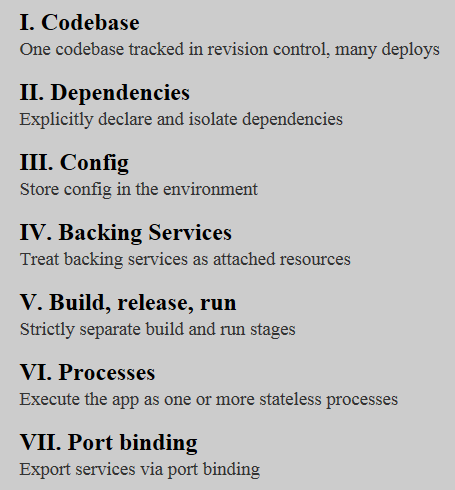 I. Codebase
One codebase tracked in revision control, many deploys
II. Dependencies
Explicitly declare and isolate dependencies
III. Config
Store config in the environment
IV. Backing Services
Treat backing services as attached resources
V. Build, release, run
Strictly separate build and run stages
VI. Processes
Execute the app as one or more stateless processes
VII. Port binding
Export services via port binding